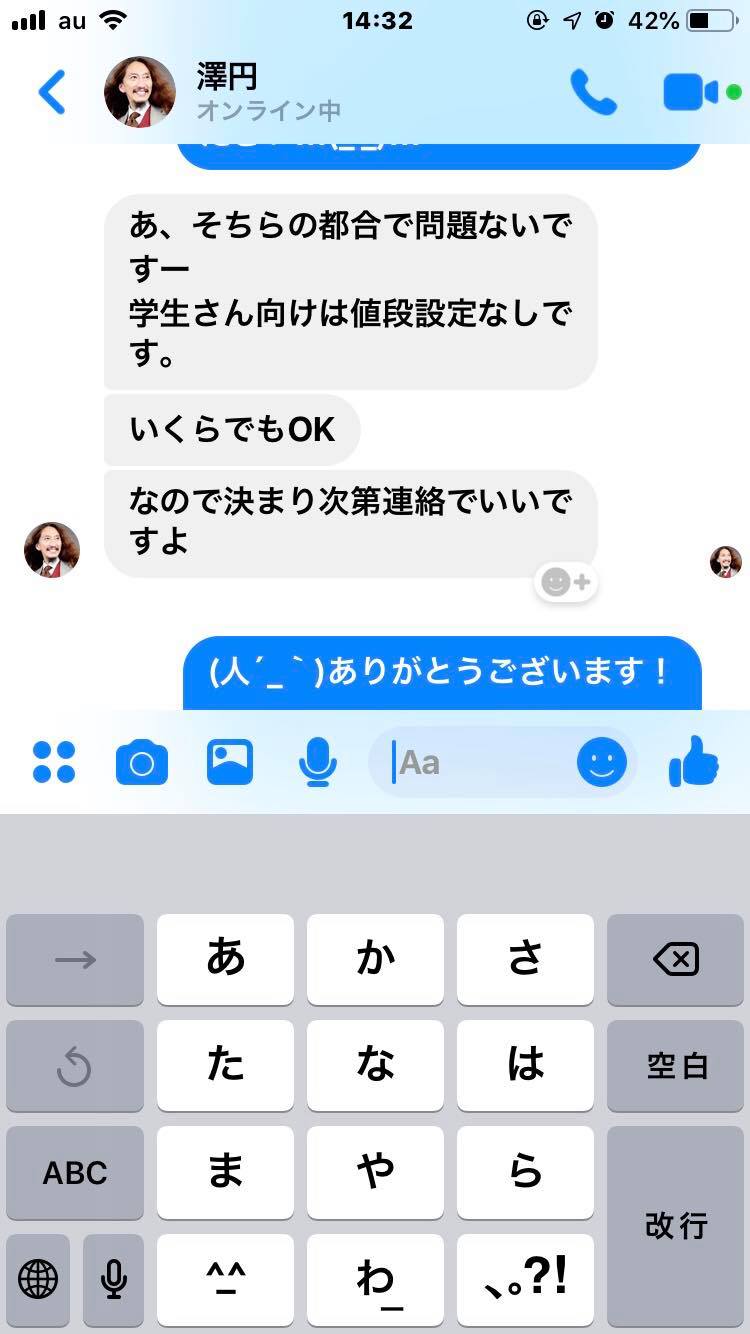 au 14:32 42%
澤円
オンライン中
あ、そちらの都合で問題ないで
すー
学生さん向けは値段設定なしで
す。
いくらでもOK
なので決まり次第連絡でいいで
すよ
(人´_｀)ありがとうございます！
Aa
→ あ か さ
た な は 空白
ABC ま や ら
改行
^_^ わ_ 、。?!